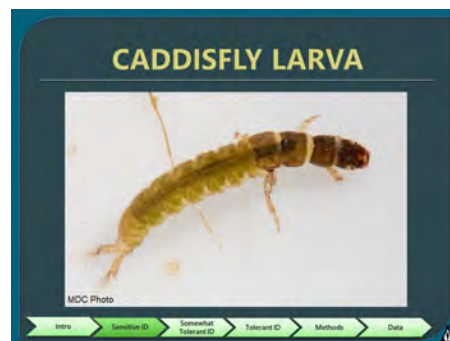 CADDISFLY LARVA
MDC Photo
Intro
Sensitive ID
Somewhat
Tolerant ID
Tolerant ID
Methods
Data